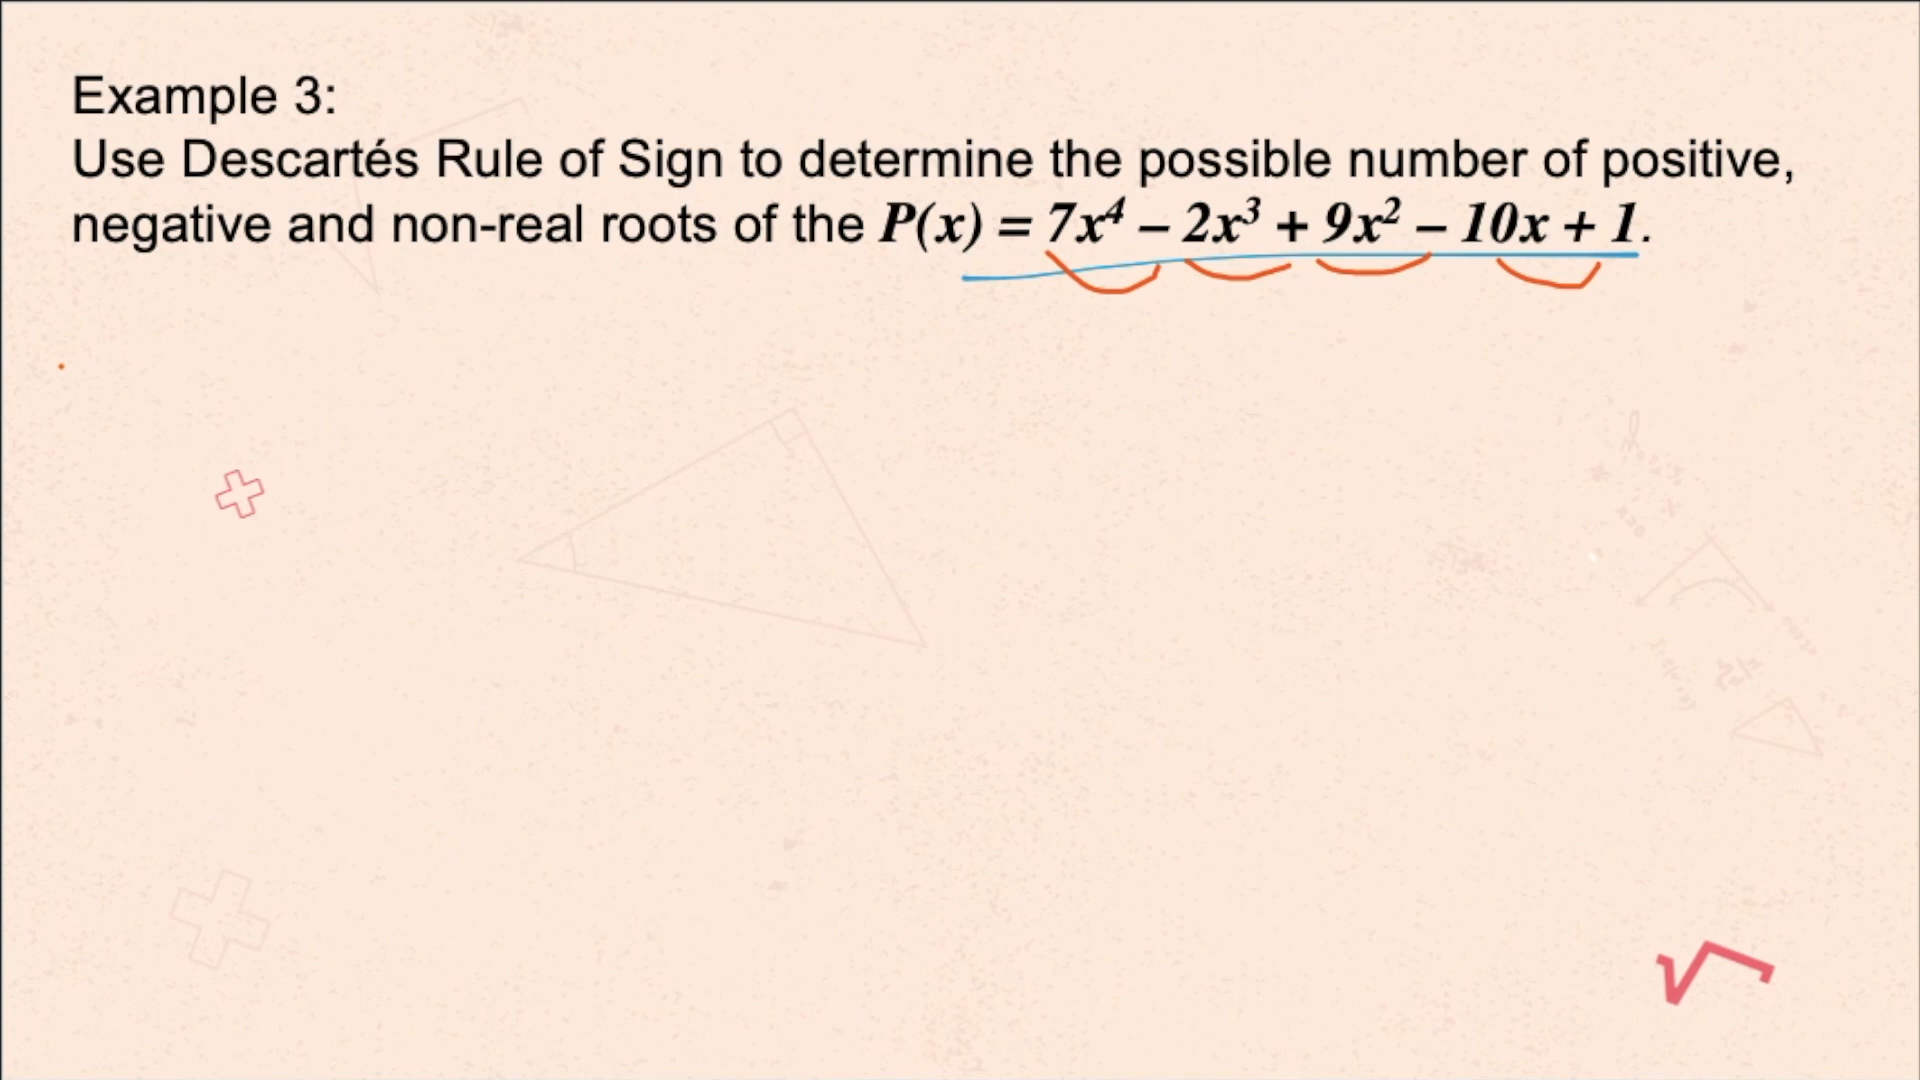 Example 3:
Use Descartés Rule of Sign to determine the possible number of positive,
negative and non-real roots of the P(x) = 7x⁴ – 2x³ + 9x² – 10x + 1.